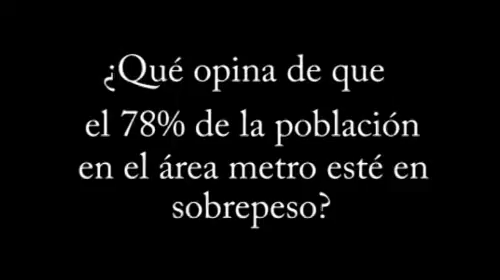 ¿Qué opina de que
el 78% de la población
en el área metro esté en
sobrepeso?